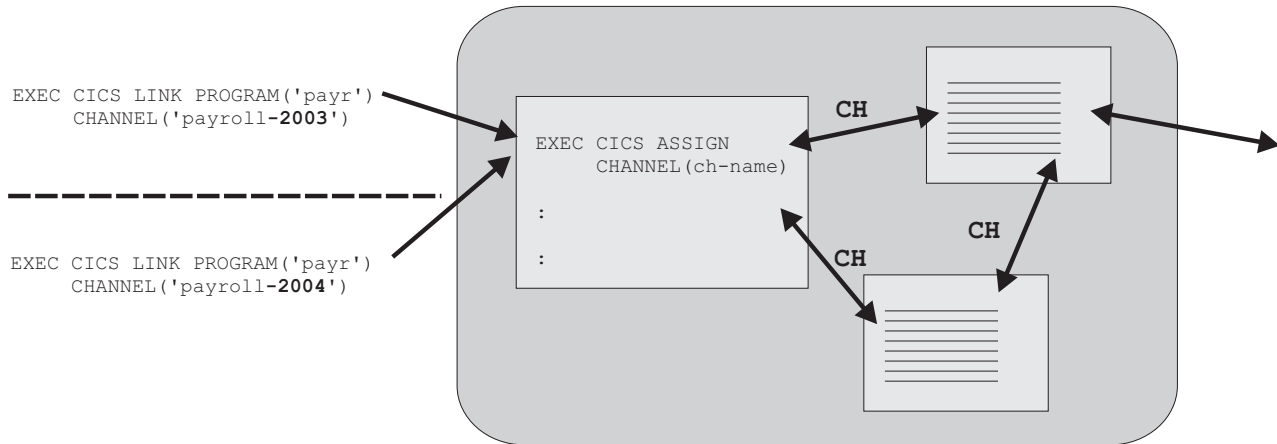 EXEC CICS LINK PROGRAM('payr')
CHANNEL('payroll-2003')
EXEC CICS LINK PROGRAM('payr')
CHANNEL('payroll-2004')
EXEC CICS ASSIGN
CHANNEL(ch-name)
:
:
CH
CH
CH